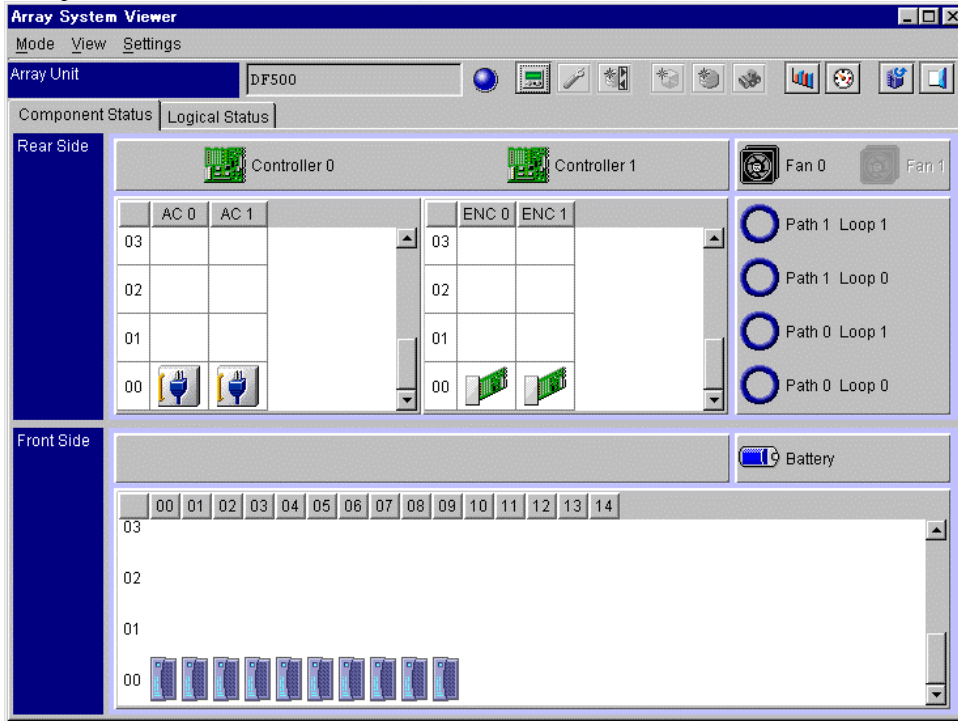 Array System Viewer
Mode View Settings
Array Unit DF500
Component Status Logical Status
Rear Side Controller 0 Controller 1 Fan 0 Fan 1
AC 0 AC 1 ENC 0 ENC 1
03 03 Path 1 Loop 1
02 02 Path 1 Loop 0
01 01 Path 0 Loop 1
00 00 Path 0 Loop 0
Front Side Battery
00 01 02 03 04 05 06 07 08 09 10 11 12 13 14
03
02
01
00